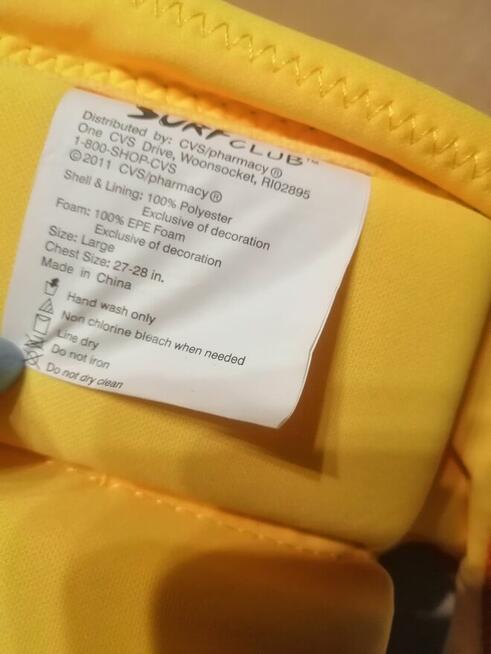 SURF CLUB™
Distributed by: CVS/pharmacy®
One CVS Drive, Woonsocket, RI02895
1-800-SHOP-CVS
©2011 CVS/pharmacy®
Shell & Lining: 100% Polyester
Exclusive of decoration
Foam: 100% EPE Foam
Exclusive of decoration
Size: Large
Chest Size: 27-28 in.
Made in China
Hand wash only
Non chlorine bleach when needed
Line dry
Do not iron
Do not dry clean